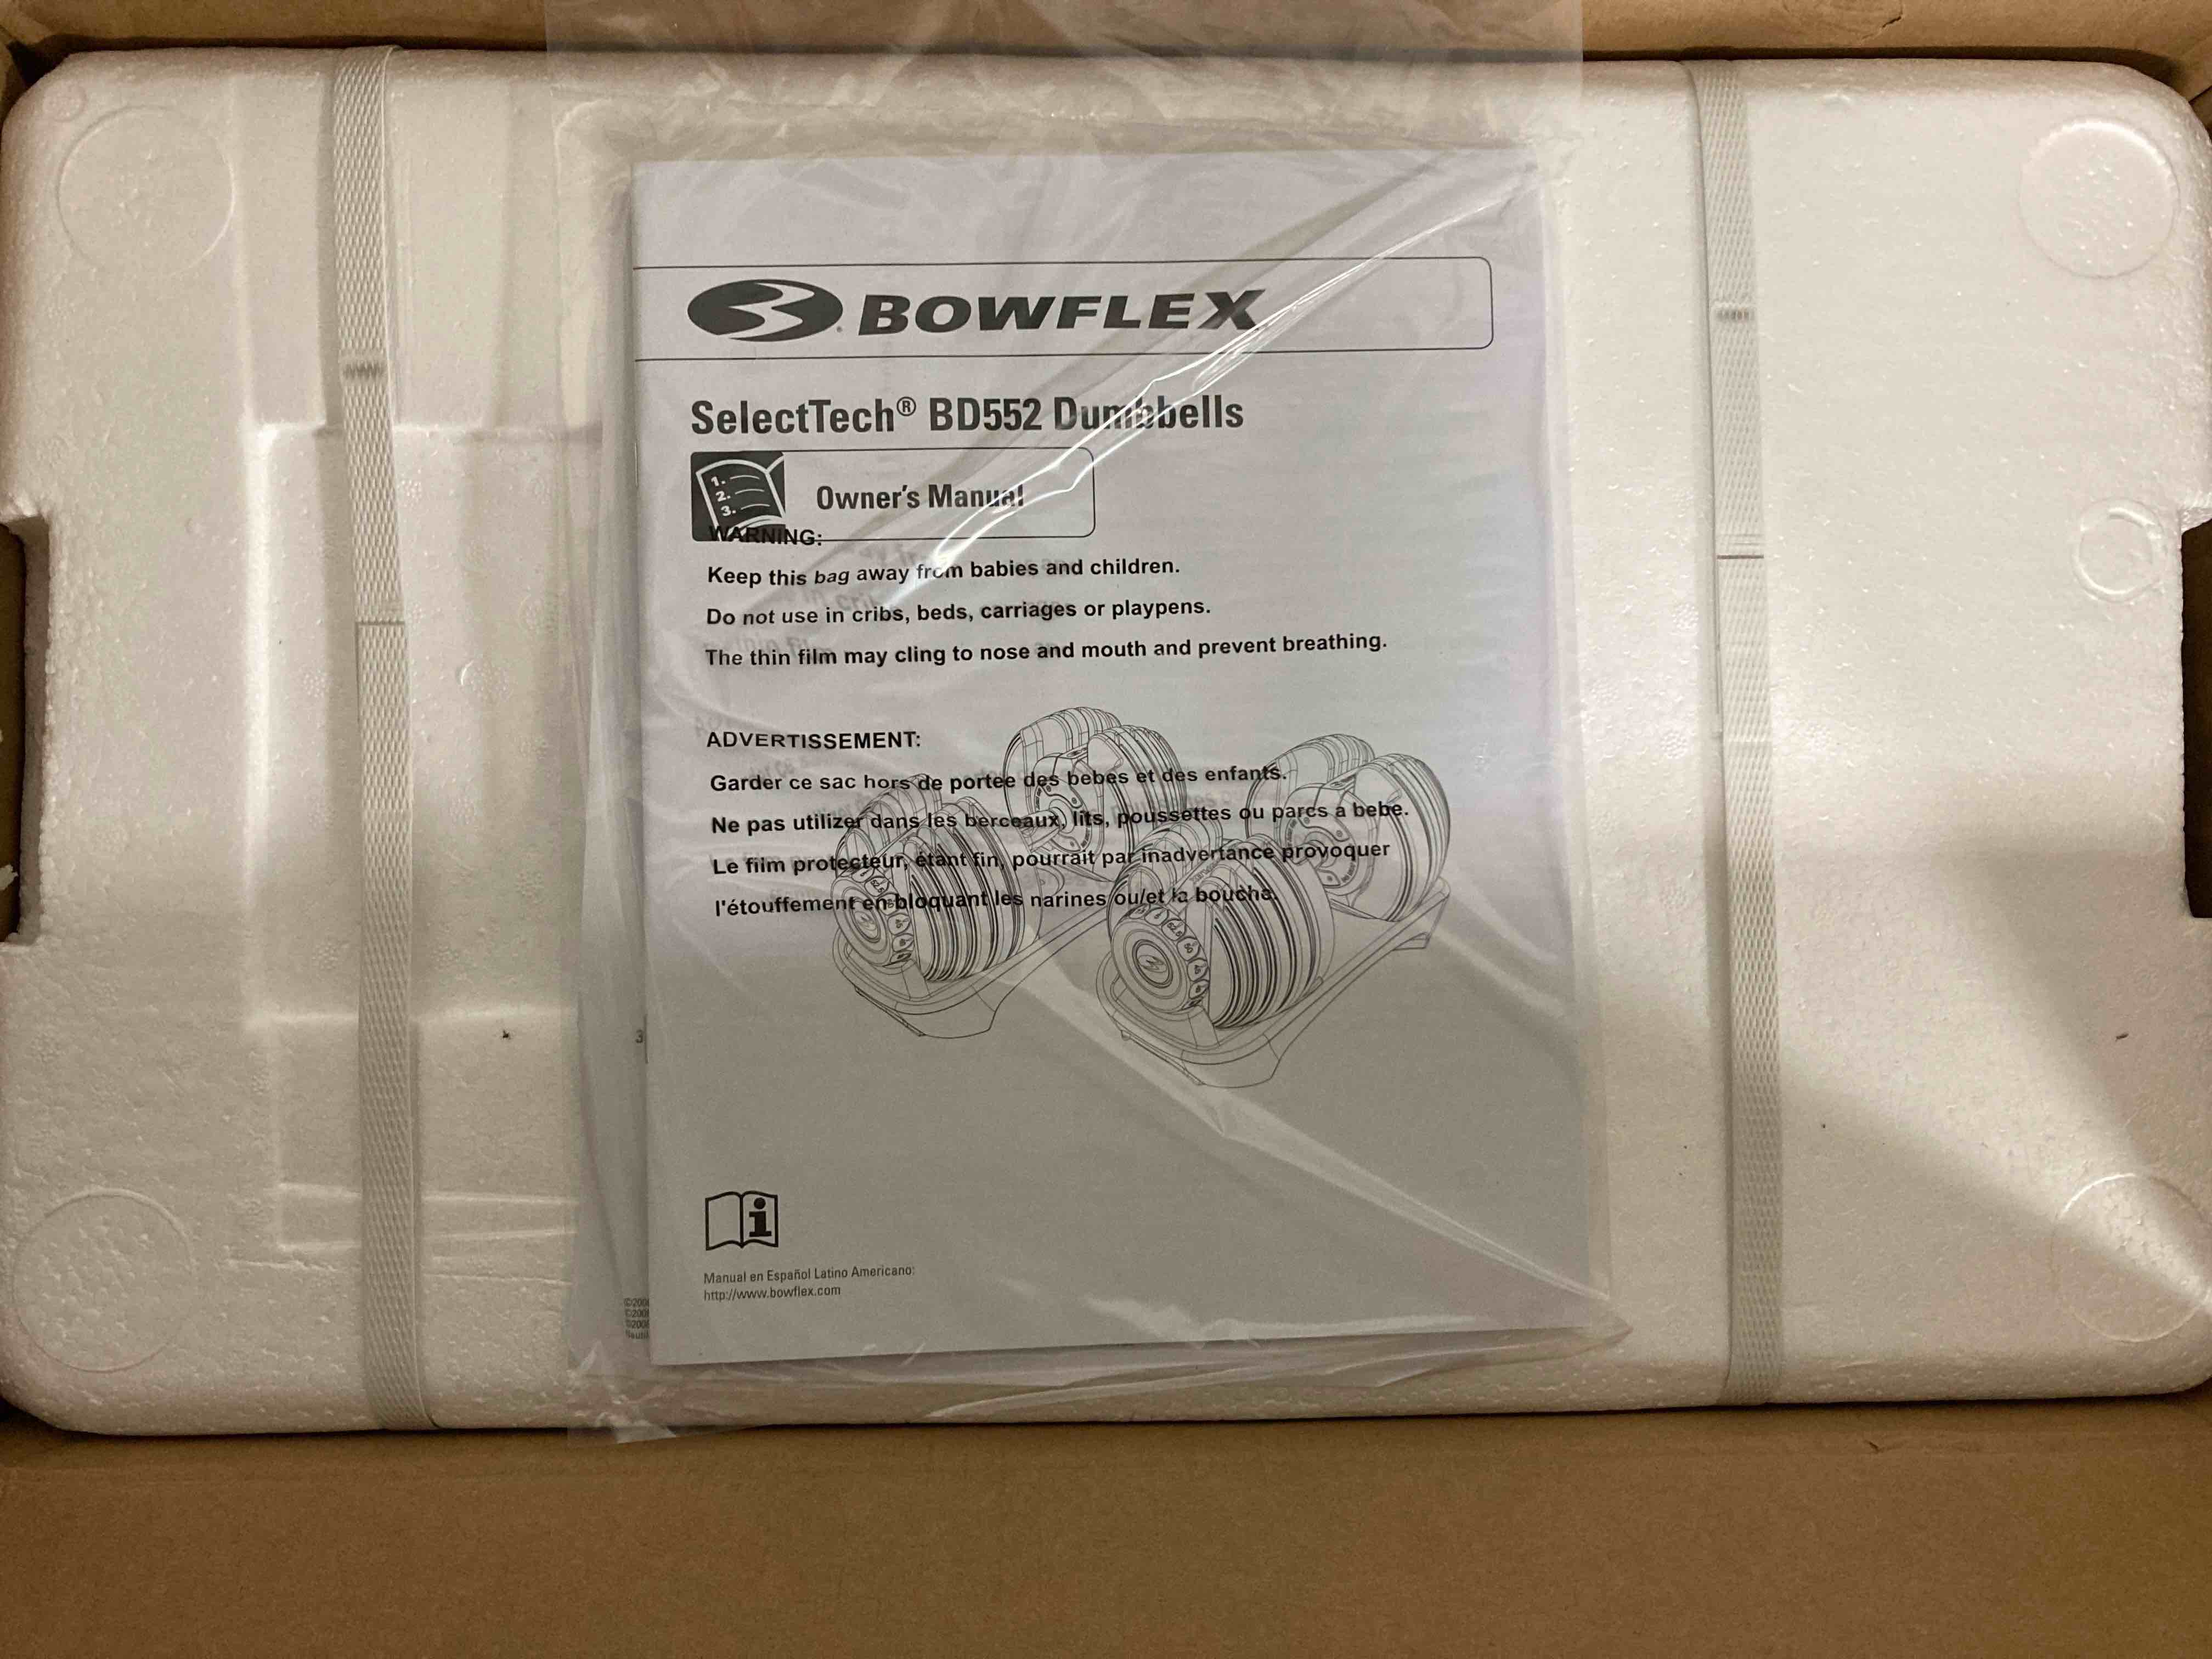 BOWFLEX
SelectTech® BD552 Dumbbells
1.
2.
3.
Owner's Manual
WARNING:
Keep this bag away from babies and children.
Do not use in cribs, beds, carriages or playpens.
The thin film may cling to nose and mouth and prevent breathing.
ADVERTISSEMENT:
Garder ce sac hors de portee des bebes et des enfants.
Ne pas utilizer dans les berceaux, lits, poussettes ou parcs a bebe.
Le film protecteur, étant fin, pourrait par inadvertance provoquer
l'étouffement en bloquant les narines ou/et la bouche.
3
Manual en Español Latino Americano:
http://www.bowflex.com